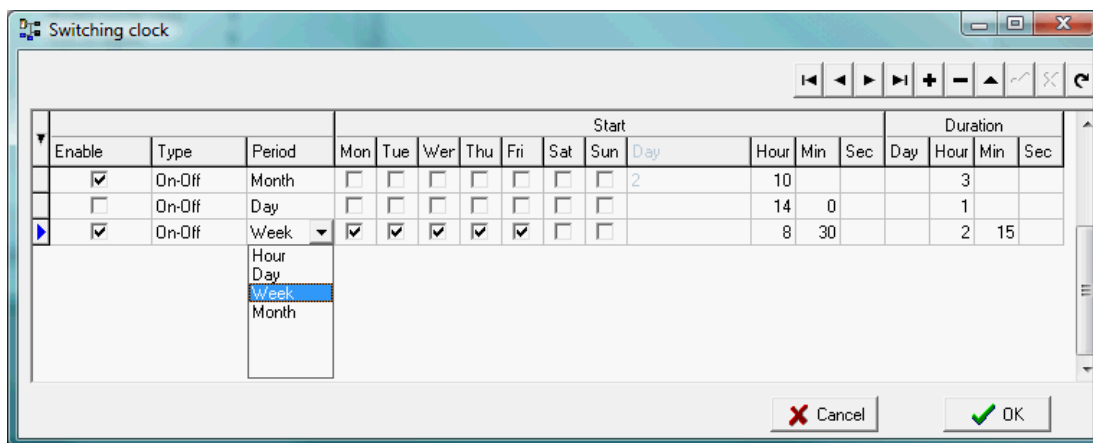 Switching clock
Start Duration
Enable Type Period Mon Tue Wer Thu Fri Sat Sun Day Hour Min Sec Day Hour Min Sec
On-Off Month 2 10 3
On-Off Day 14 0 1
On-Off Week 8 30 2 15
Hour
Day
Week
Month
Cancel OK